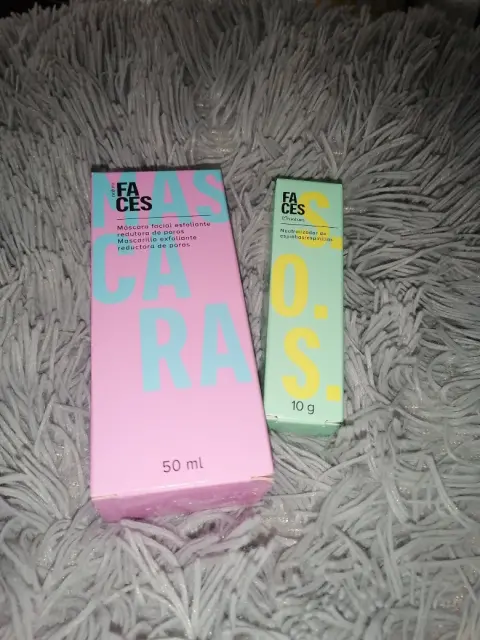 MAS
CA
RA
FA
CES
Máscara facial esfoliante
redutora de poros
Mascarilla exfoliante
reductora de poros
50 ml
S.
O.
S.
FA
CES
10 g